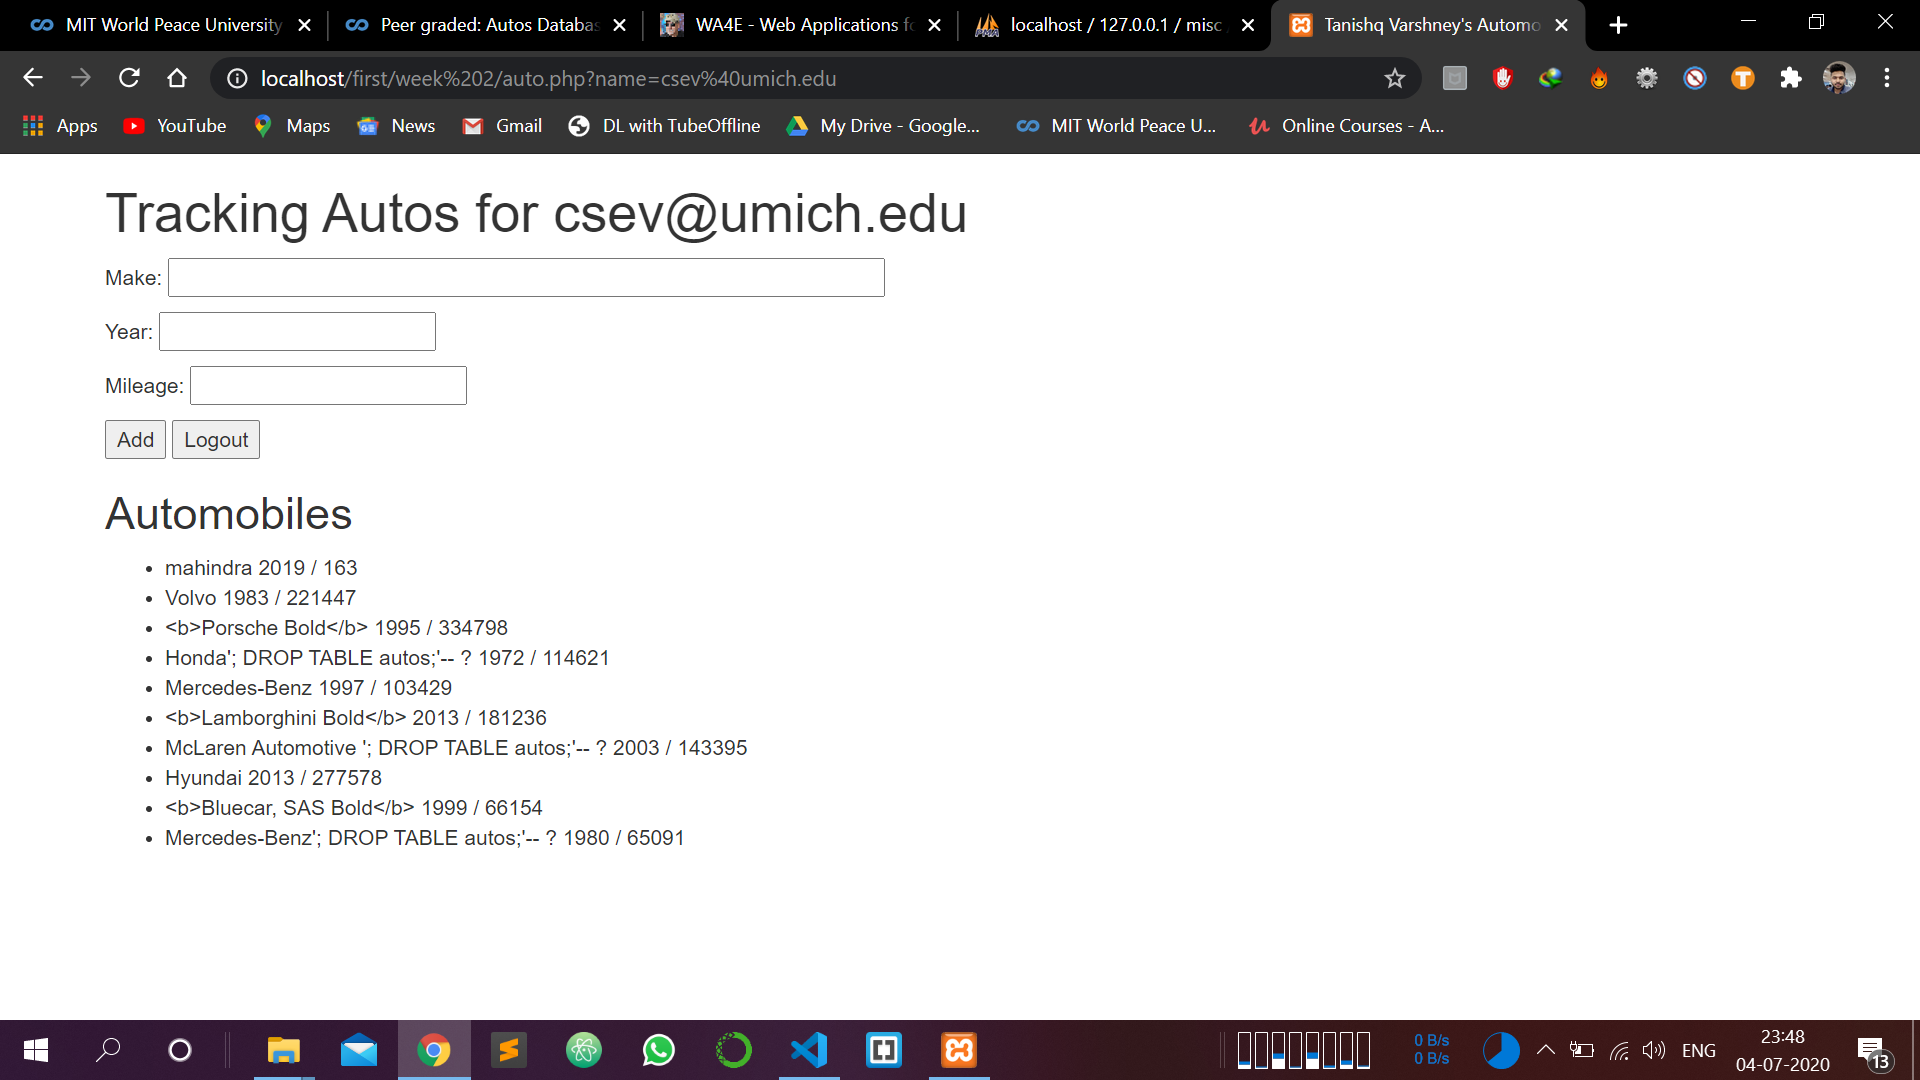 MIT World Peace University
Peer graded: Autos Databas
WA4E - Web Applications fo
localhost / 127.0.0.1 / misc
Tanishq Varshney's Automo
localhost/first/week%202/auto.php?name=csev%40umich.edu
Apps
YouTube
Maps
News
Gmail
DL with TubeOffline
My Drive - Google...
MIT World Peace U...
Online Courses - A...
Tracking Autos for csev@umich.edu
Make:
Year:
Mileage:
Add Logout
Automobiles
• mahindra 2019 / 163
• Volvo 1983 / 221447
• <b>Porsche Bold</b> 1995 / 334798
• Honda'; DROP TABLE autos;'-- ? 1972 / 114621
• Mercedes-Benz 1997 / 103429
• <b>Lamborghini Bold</b> 2013 / 181236
• McLaren Automotive '; DROP TABLE autos;'-- ? 2003 / 143395
• Hyundai 2013 / 277578
• <b>Bluecar, SAS Bold</b> 1999 / 66154
• Mercedes-Benz'; DROP TABLE autos;'-- ? 1980 / 65091
0 B/s
0 B/s
ENG
23:48
04-07-2020
13